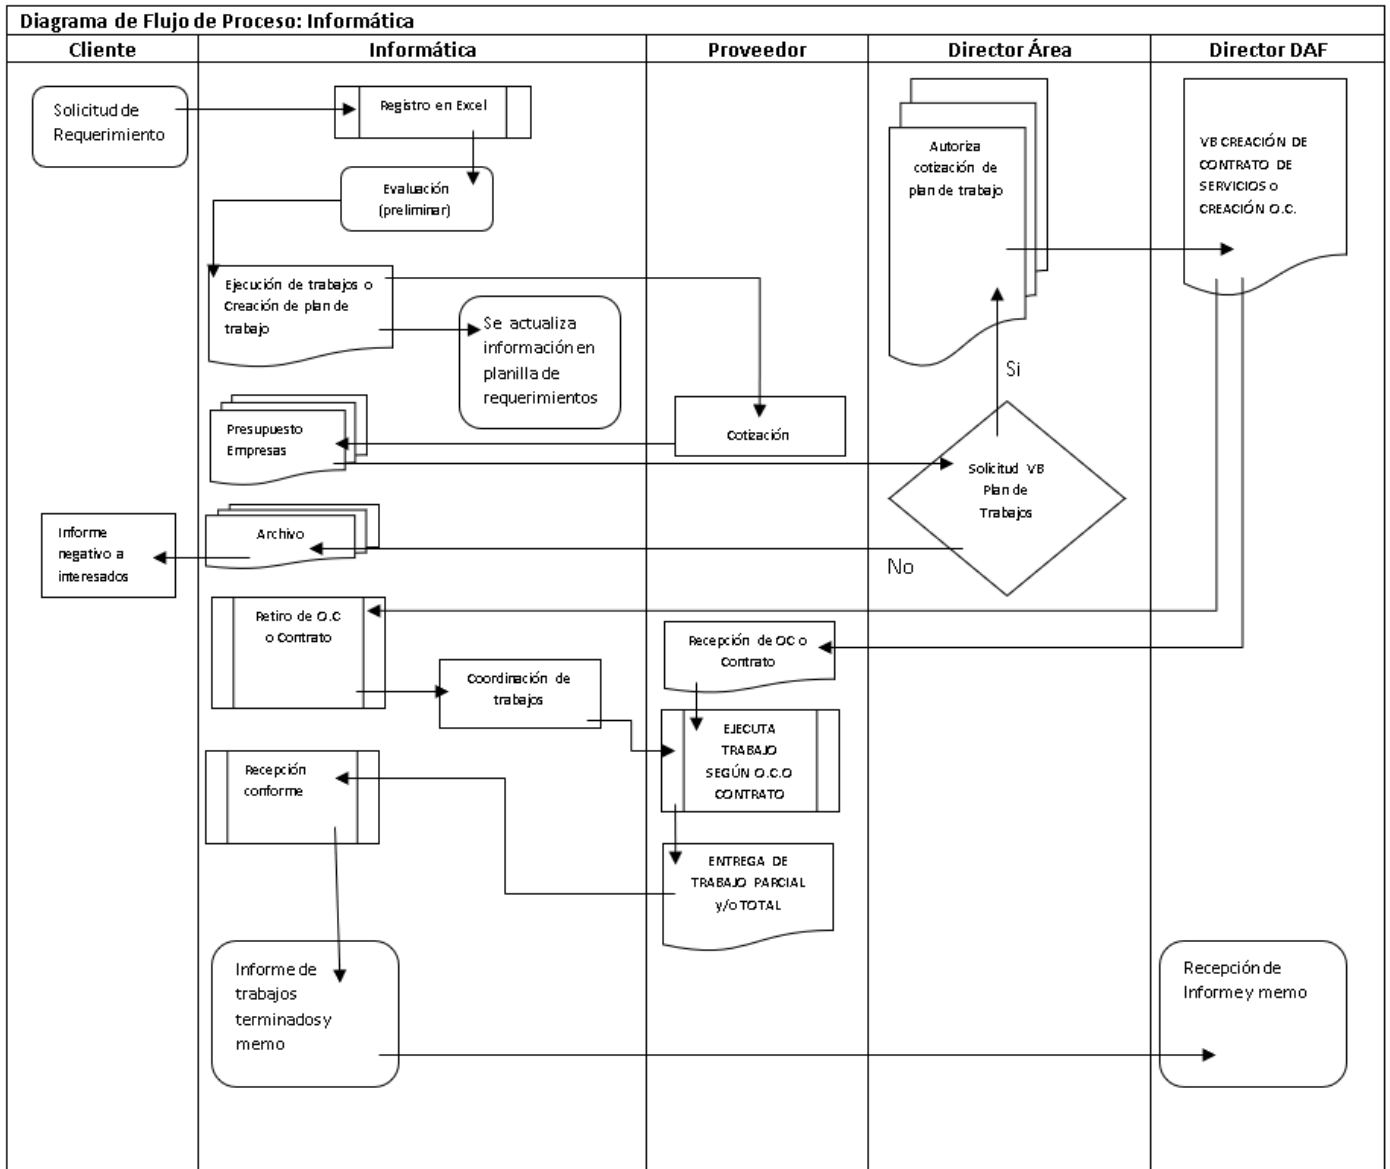 Diagrama de Flujo de Proceso: Informática
Cliente
Informática
Proveedor
Director Área
Director DAF
Solicitud de
Requerimiento
Registro en Excel
Evaluación
(preliminar)
Autoriza
cotización de
plan de trabajo
VB CREACIÓN DE
CONTRATO DE
SERVICIOS o
CREACIÓN O.C.
Ejecución de trabajos o
Creación de plan de
trabajo
Se actualiza
información en
planilla de
requerimientos
Si
Presupuesto
Empresas
Cotización
Solicitud VB
Plan de
Trabajos
Informe
negativo a
interesados
Archivo
No
Retiro de O.C
o Contrato
Recepción de OC o
Contrato
Coordinación de
trabajos
EJECUTA
TRABAJO
SEGÚN O.C.O
CONTRATO
Recepción
conforme
ENTREGA DE
TRABAJO PARCIAL
y/o TOTAL
Informe de
trabajos
terminados y
memo
Recepción de
Informe y memo